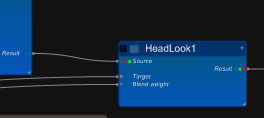 HeadLook1
Result
Source
Result
Target
Blend weight